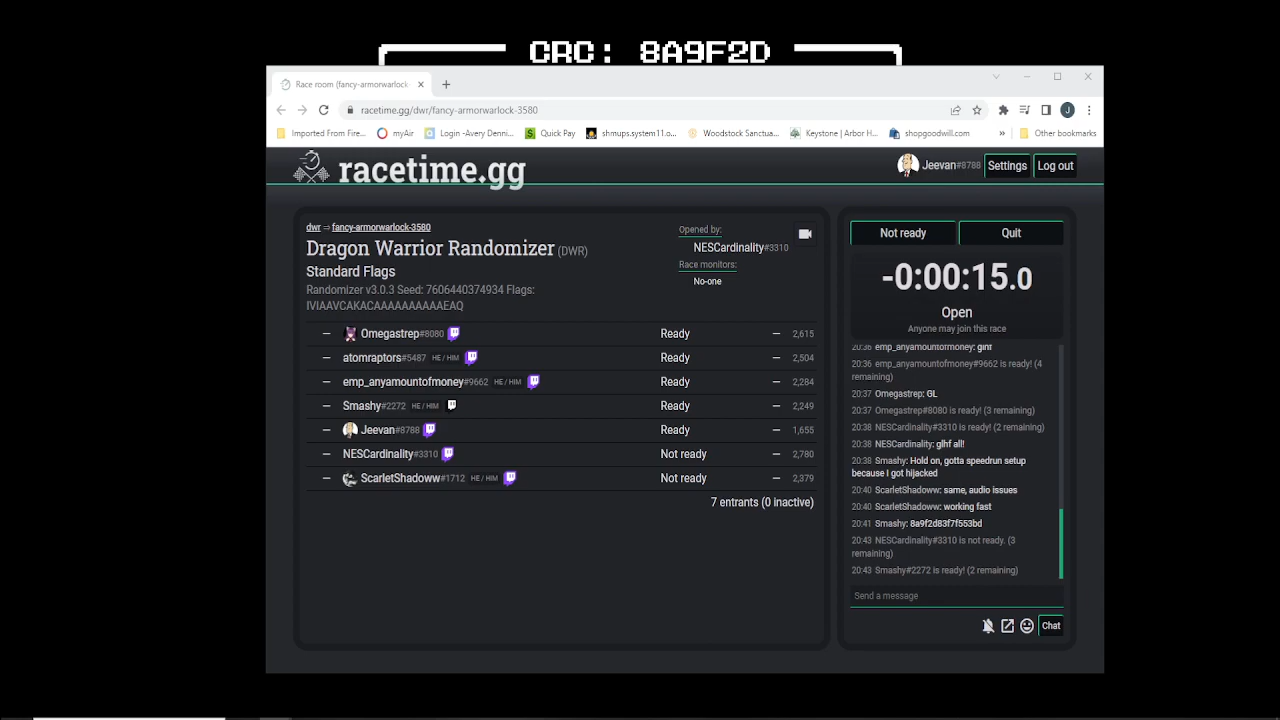 CRC: 8A9F2D
Race room (fancy-armorwarlock
racetime.gg/dwr/fancy-armorwarlock-3580
J
Imported From Fire... myAir Login -Avery Denni... Quick Pay shmups.system11.o... Woodstock Sanctua... Keystone | Arbor H... shopgoodwill.com » Other bookmarks
racetime.gg
Jeevan#8788 Settings Log out
dwr ⇒ fancy-armorwarlock-3580
Dragon Warrior Randomizer (DWR)
Standard Flags
Randomizer v3.0.3 Seed: 7606440374934 Flags:
IVIAAVCAKACAAAAAAAAAAEAQ
Opened by:
NESCardinality#3310
Race monitors:
No-one
— Omegastrep#8080 Ready — 2,615
— atomraptors#5487 HE / HIM Ready — 2,504
— emp_anyamountofmoney#9662 HE / HIM Ready — 2,284
— Smashy#2272 HE / HIM Ready — 2,249
— Jeevan#8788 Ready — 1,655
— NESCardinality#3310 Not ready — 2,780
— ScarletShadoww#1712 HE / HIM Not ready — 2,379
7 entrants (0 inactive)
Not ready Quit
-0:00:15.0
Open
Anyone may join this race
20:36 emp_anyamountofmoney: glhf
20:36 emp_anyamountofmoney#9662 is ready! (4
remaining)
20:37 Omegastrep: GL
20:37 Omegastrep#8080 is ready! (3 remaining)
20:38 NESCardinality#3310 is ready! (2 remaining)
20:38 NESCardinality: glhf all!
20:38 Smashy: Hold on, gotta speedrun setup
because I got hijacked
20:40 ScarletShadoww: same, audio issues
20:40 ScarletShadoww: working fast
20:41 Smashy: 8a9f2d83f7f553bd
20:43 NESCardinality#3310 is not ready. (3
remaining)
20:43 Smashy#2272 is ready! (2 remaining)
Send a message
Chat